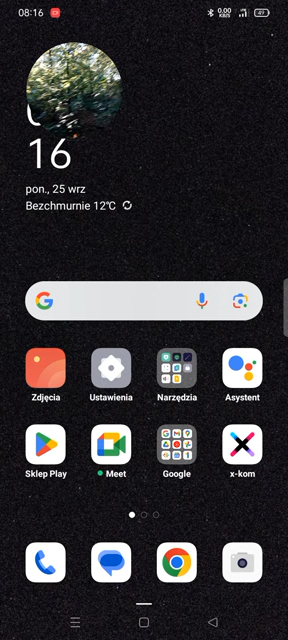 08:16
0.00
KB/S
49
16
pon., 25 wrz
Bezchmurnie 12°C
Zdjęcia
Ustawienia
Narzędzia
Asystent
Sklep Play
Meet
Google
x-kom